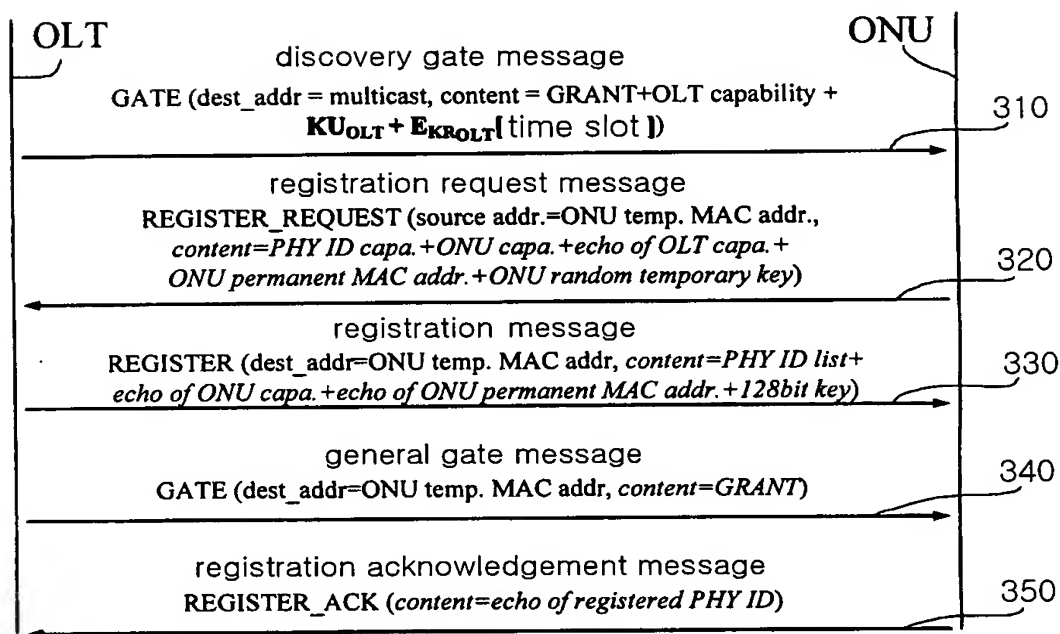 OLT
ONU
discovery gate message
GATE (dest_addr = multicast, content = GRANT+OLT capability +
KU_OLT + E_KR_OLT[time slot])
310
registration request message
REGISTER_REQUEST (source addr.=ONU temp. MAC addr.,
content=PHY ID capa.+ONU capa.+echo of OLT capa.+
ONU permanent MAC addr.+ONU random temporary key)
320
registration message
REGISTER (dest_addr=ONU temp. MAC addr, content=PHY ID list+
echo of ONU capa.+echo of ONU permanent MAC addr.+128bit key)
330
general gate message
GATE (dest_addr=ONU temp. MAC addr, content=GRANT)
340
registration acknowledgement message
REGISTER_ACK (content=echo of registered PHY ID)
350